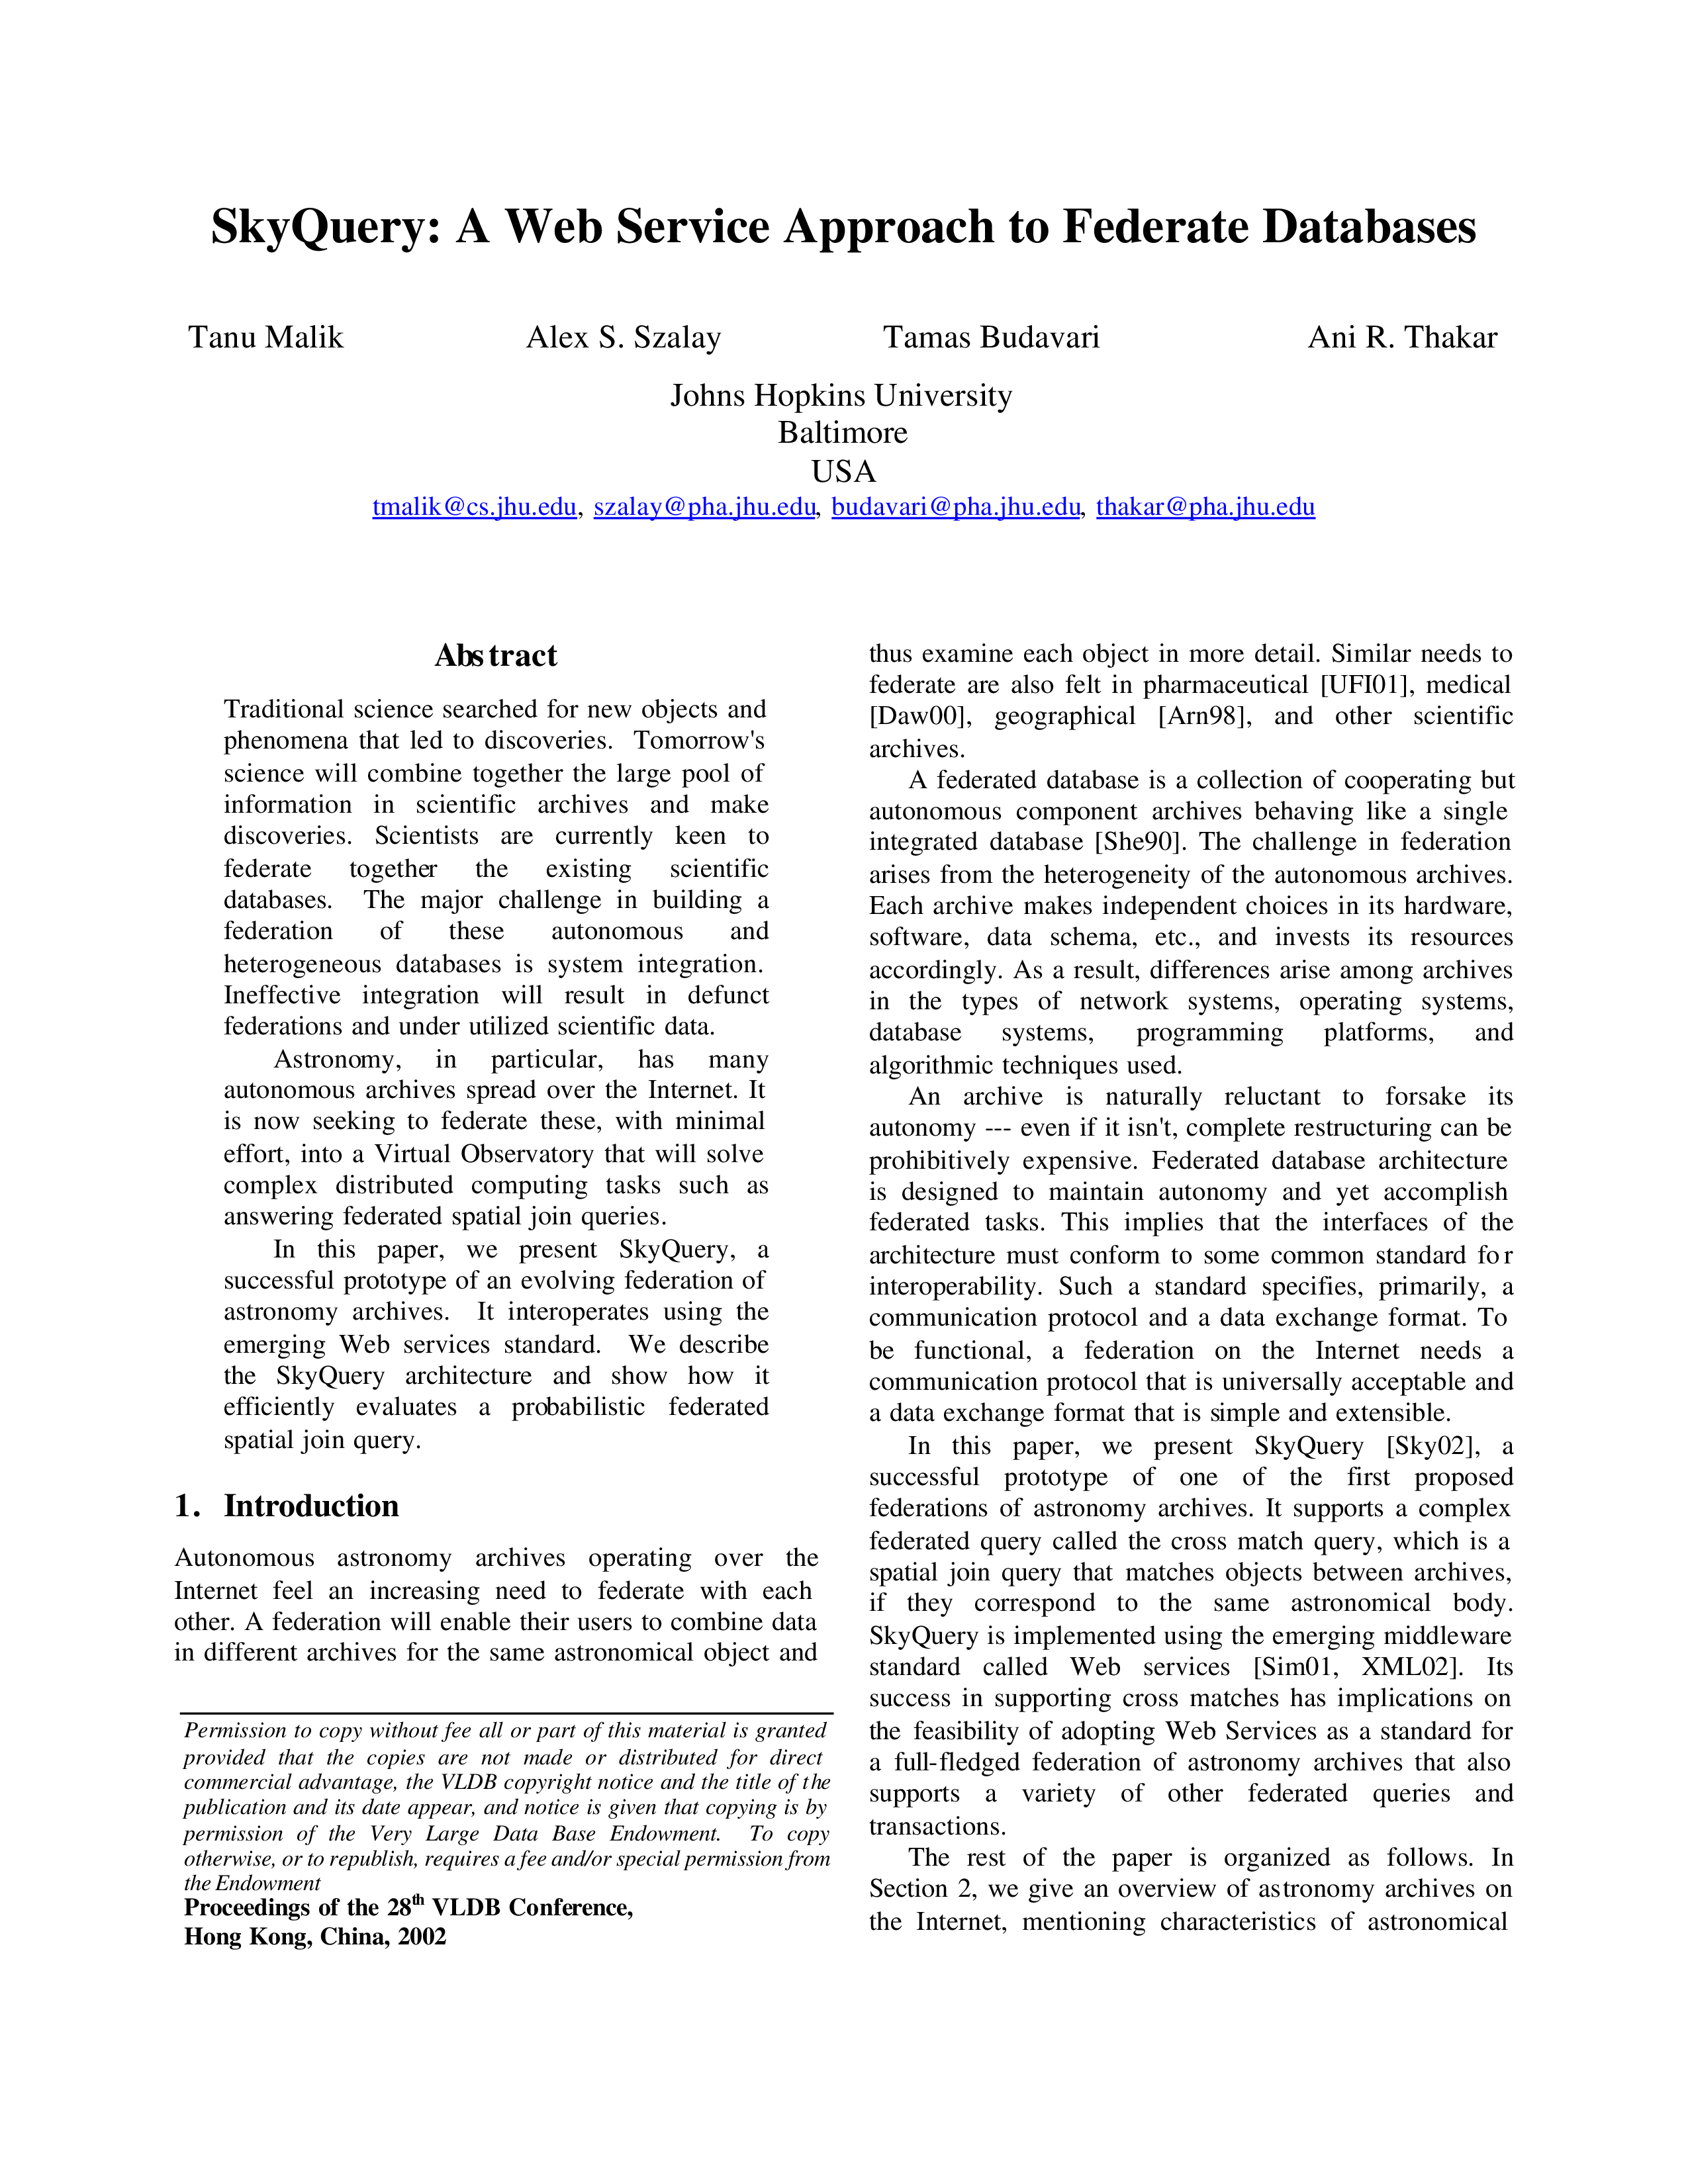 SkyQuery: A Web Service Approach to Federate Databases
Tanu Malik Alex S. Szalay Tamas Budavari Ani R. Thakar
Johns Hopkins University
Baltimore
USA
tmalik@cs.jhu.edu, szalay@pha.jhu.edu, budavari@pha.jhu.edu, thakar@pha.jhu.edu
Abstract
Traditional science searched for new objects and
phenomena that led to discoveries. Tomorrow's
science will combine together the large pool of
information in scientific archives and make
discoveries. Scientists are currently keen to
federate together the existing scientific
databases. The major challenge in building a
federation of these autonomous and
heterogeneous databases is system integration.
Ineffective integration will result in defunct
federations and under utilized scientific data.
Astronomy, in particular, has many
autonomous archives spread over the Internet. It
is now seeking to federate these, with minimal
effort, into a Virtual Observatory that will solve
complex distributed computing tasks such as
answering federated spatial join queries.
In this paper, we present SkyQuery, a
successful prototype of an evolving federation of
astronomy archives. It interoperates using the
emerging Web services standard. We describe
the SkyQuery architecture and show how it
efficiently evaluates a probabilistic federated
spatial join query.
1. Introduction
Autonomous astronomy archives operating over the
Internet feel an increasing need to federate with each
other. A federation will enable their users to combine data
in different archives for the same astronomical object and
Permission to copy without fee all or part of this material is granted
provided that the copies are not made or distributed for direct
commercial advantage, the VLDB copyright notice and the title of the
publication and its date appear, and notice is given that copying is by
permission of the Very Large Data Base Endowment. To copy
otherwise, or to republish, requires a fee and/or special permission from
the Endowment
Proceedings of the 28th VLDB Conference,
Hong Kong, China, 2002
thus examine each object in more detail. Similar needs to
federate are also felt in pharmaceutical [UFI01], medical
[Daw00], geographical [Arn98], and other scientific
archives.
A federated database is a collection of cooperating but
autonomous component archives behaving like a single
integrated database [She90]. The challenge in federation
arises from the heterogeneity of the autonomous archives.
Each archive makes independent choices in its hardware,
software, data schema, etc., and invests its resources
accordingly. As a result, differences arise among archives
in the types of network systems, operating systems,
database systems, programming platforms, and
algorithmic techniques used.
An archive is naturally reluctant to forsake its
autonomy --- even if it isn't, complete restructuring can be
prohibitively expensive. Federated database architecture
is designed to maintain autonomy and yet accomplish
federated tasks. This implies that the interfaces of the
architecture must conform to some common standard for
interoperability. Such a standard specifies, primarily, a
communication protocol and a data exchange format. To
be functional, a federation on the Internet needs a
communication protocol that is universally acceptable and
a data exchange format that is simple and extensible.
In this paper, we present SkyQuery [Sky02], a
successful prototype of one of the first proposed
federations of astronomy archives. It supports a complex
federated query called the cross match query, which is a
spatial join query that matches objects between archives,
if they correspond to the same astronomical body.
SkyQuery is implemented using the emerging middleware
standard called Web services [Sim01, XML02]. Its
success in supporting cross matches has implications on
the feasibility of adopting Web Services as a standard for
a full-fledged federation of astronomy archives that also
supports a variety of other federated queries and
transactions.
The rest of the paper is organized as follows. In
Section 2, we give an overview of astronomy archives on
the Internet, mentioning characteristics of astronomical